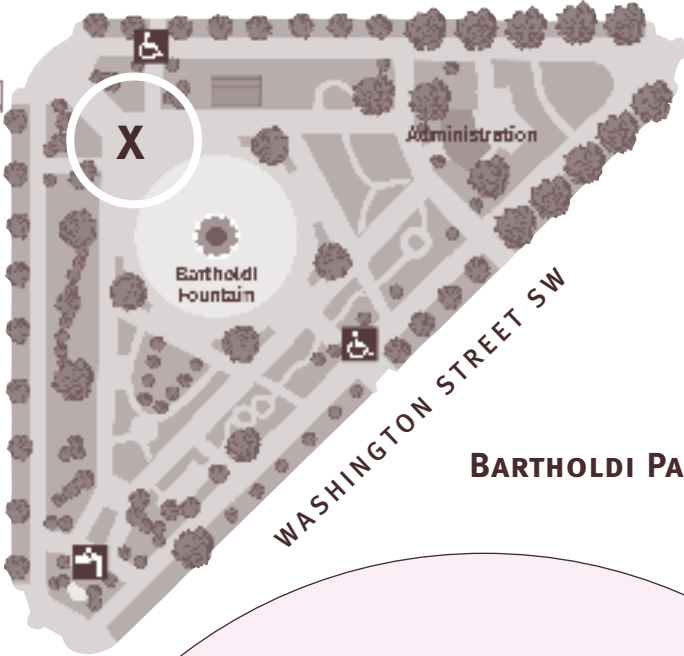 X
Administration
Bartholdi
Fountain
WASHINGTON STREET SW
BARTHOLDI PA